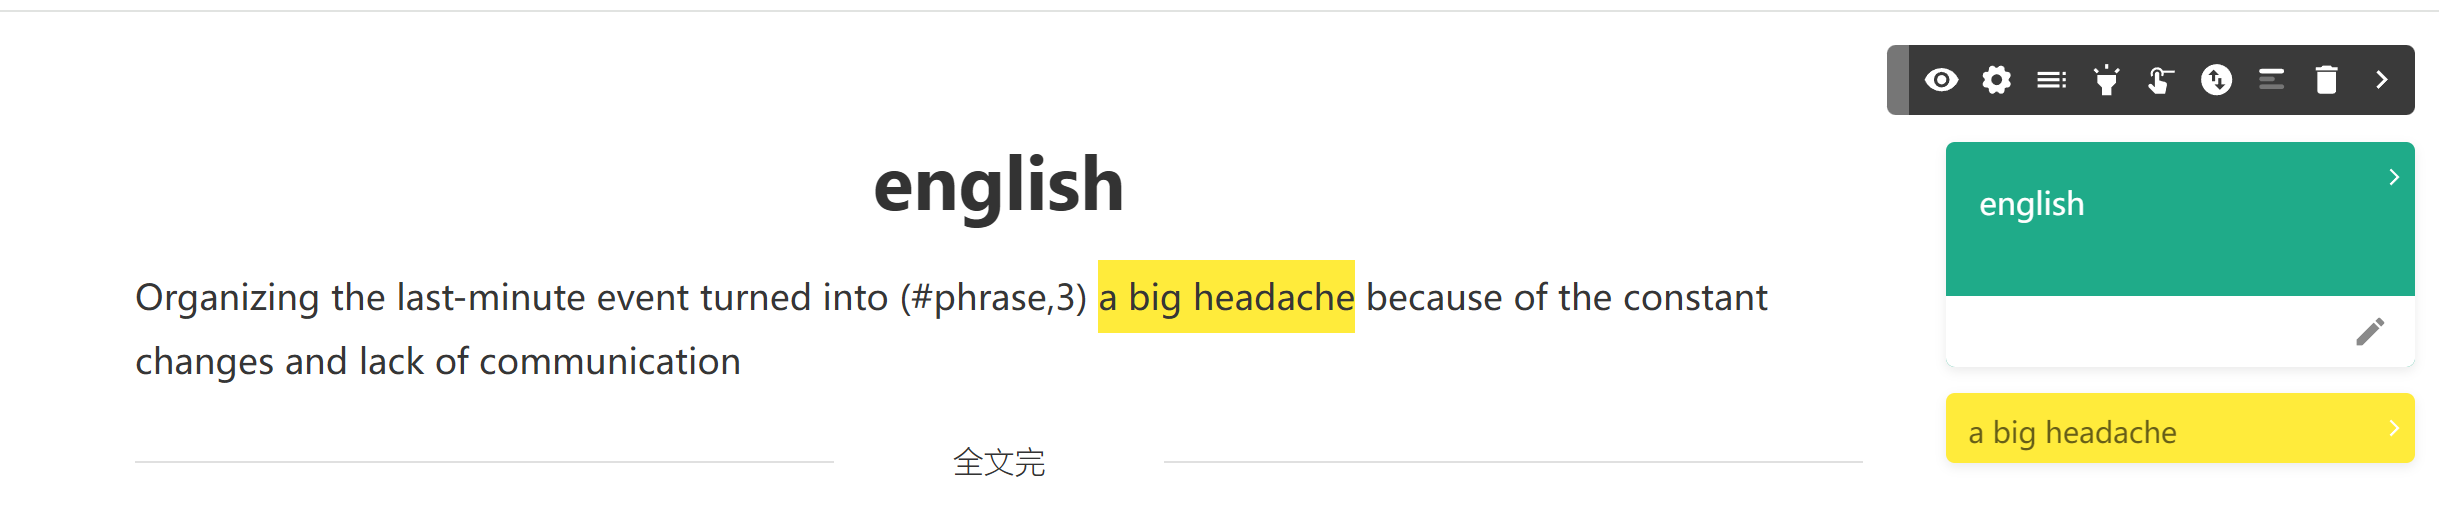 english
Organizing the last-minute event turned into (#phrase,3) a big headache because of the constant
changes and lack of communication
全文完
english
a big headache